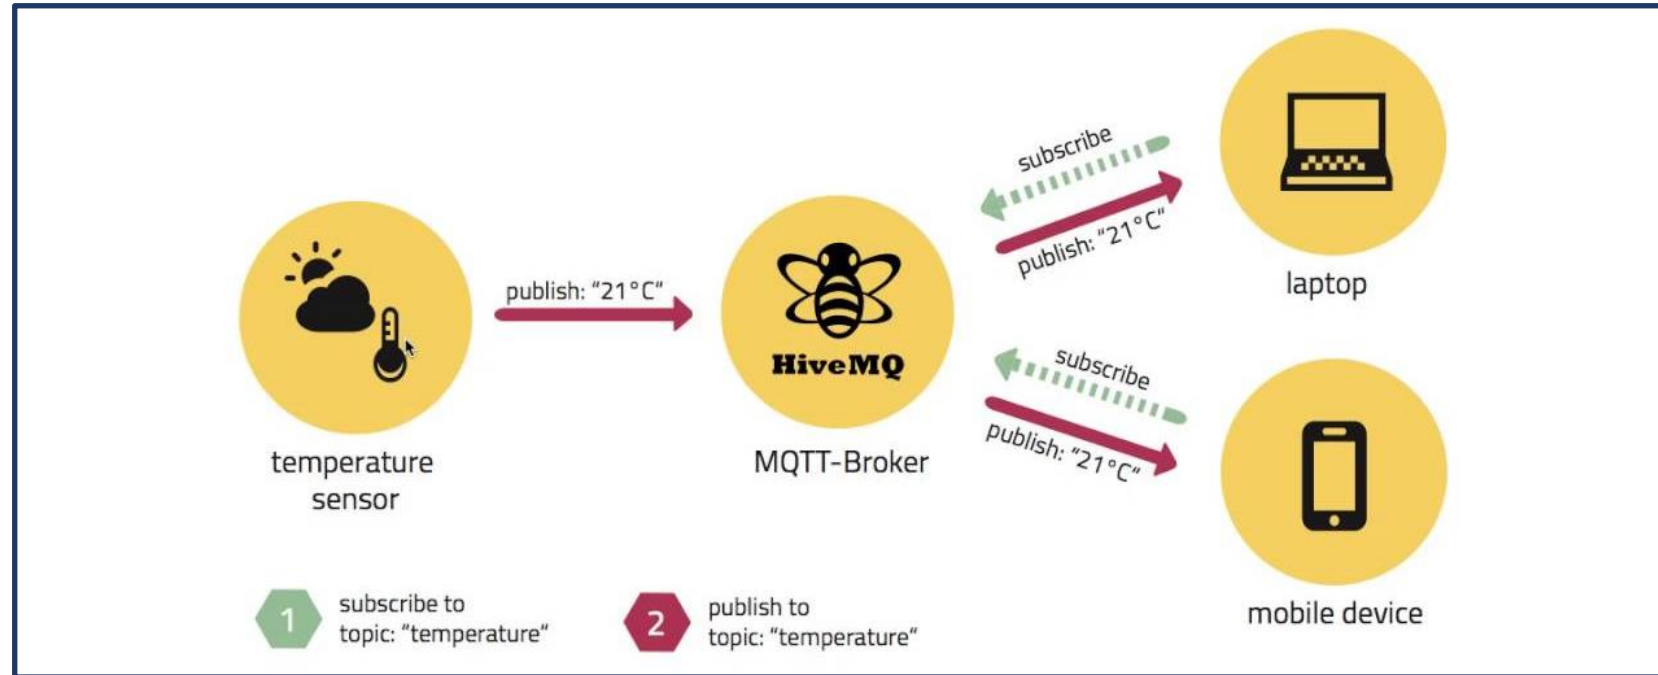 publish: “21°C“
temperature
sensor
HiveMQ
MQTT-Broker
subscribe
publish: “21°C“
laptop
subscribe
publish: “21°C“
mobile device
1
subscribe to
topic: “temperature“
2
publish to
topic: “temperature“